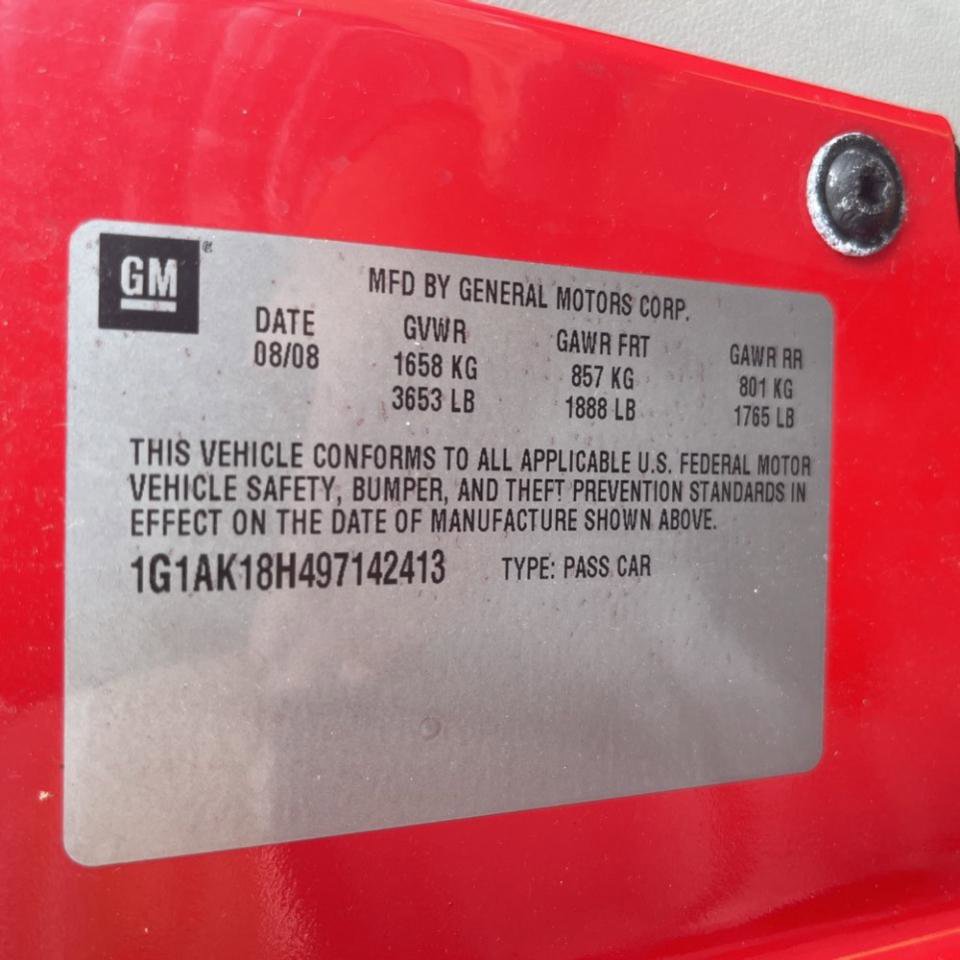 GM®
MFD BY GENERAL MOTORS CORP.
DATE GVWR GAWR FRT GAWR RR
08/08 1658 KG 857 KG 801 KG
3653 LB 1888 LB 1765 LB
THIS VEHICLE CONFORMS TO ALL APPLICABLE U.S. FEDERAL MOTOR
VEHICLE SAFETY, BUMPER, AND THEFT PREVENTION STANDARDS IN
EFFECT ON THE DATE OF MANUFACTURE SHOWN ABOVE.
1G1AK18H497142413 TYPE: PASS CAR